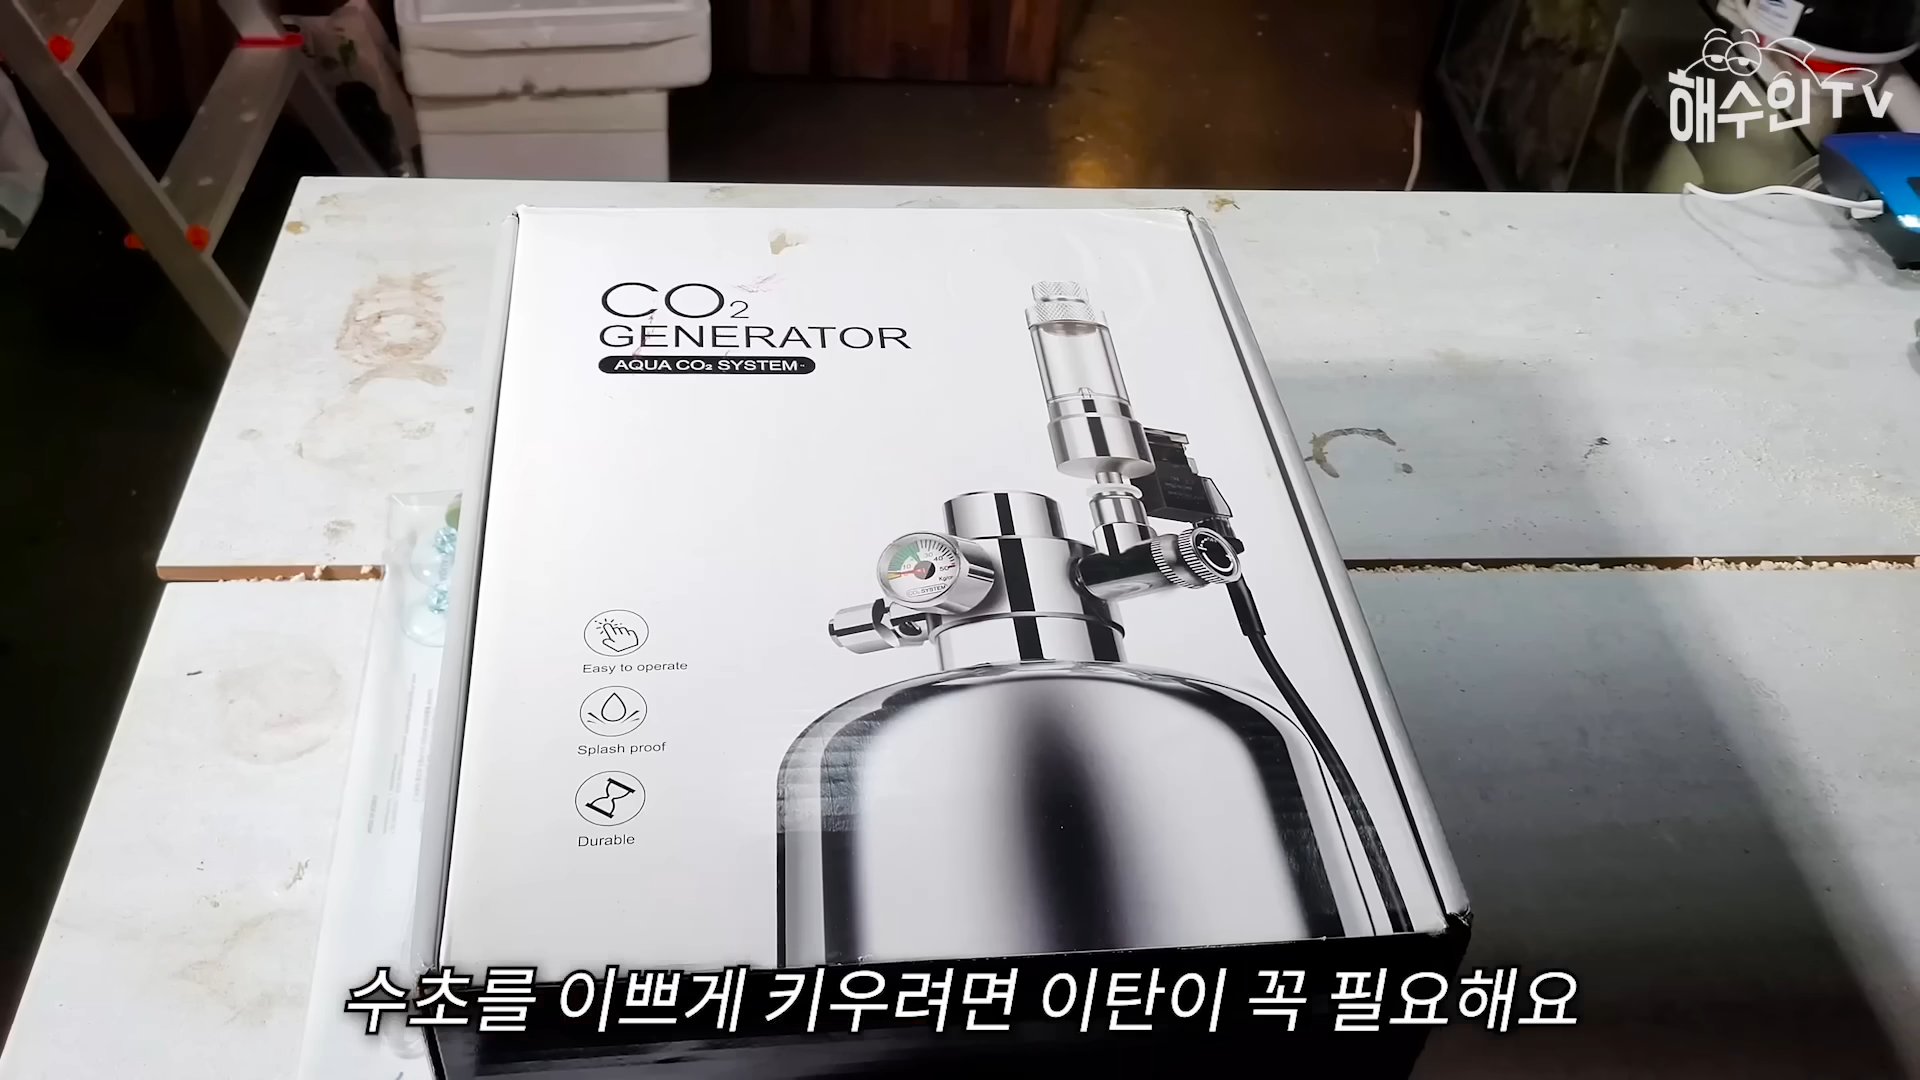 해수인TV
CO₂
GENERATOR
AQUA CO₂ SYSTEM
Easy to operate
Splash proof
Durable
수초를 이쁘게 키우려면 이탄이 꼭 필요해요